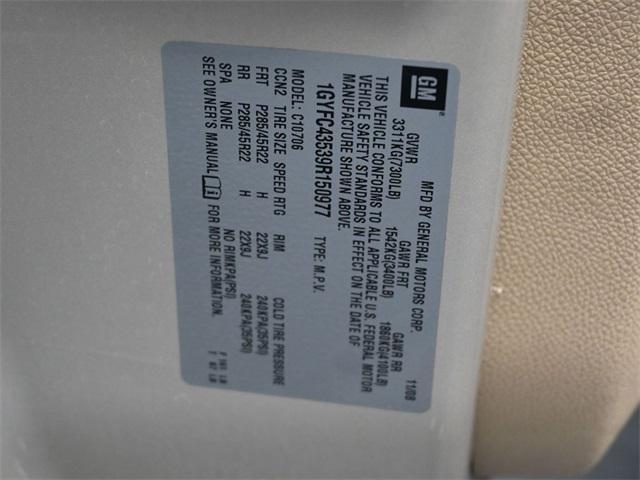 GM
MFD BY GENERAL MOTORS CORP. 11/08
GVWR GAWR FRT GAWR RR
3311KG(7300LB) 1542KG(3400LB) 1860KG(4100LB)
THIS VEHICLE CONFORMS TO ALL APPLICABLE U.S. FEDERAL MOTOR
VEHICLE SAFETY STANDARDS IN EFFECT ON THE DATE OF
MANUFACTURE SHOWN ABOVE.
1GYFC43539R150977 TYPE: M.P.V.
MODEL: C10706
CCN2 TIRE SIZE SPEED RTG RIM COLD TIRE PRESSURE
FRT P285/45R22 H 22X9J 240KPA(35PSI)
RR P285/45R22 H 22X9J 240KPA(35PSI)
SPA NONE NO RIMKPA(PSI)
SEE OWNER'S MANUAL FOR MORE INFORMATION.